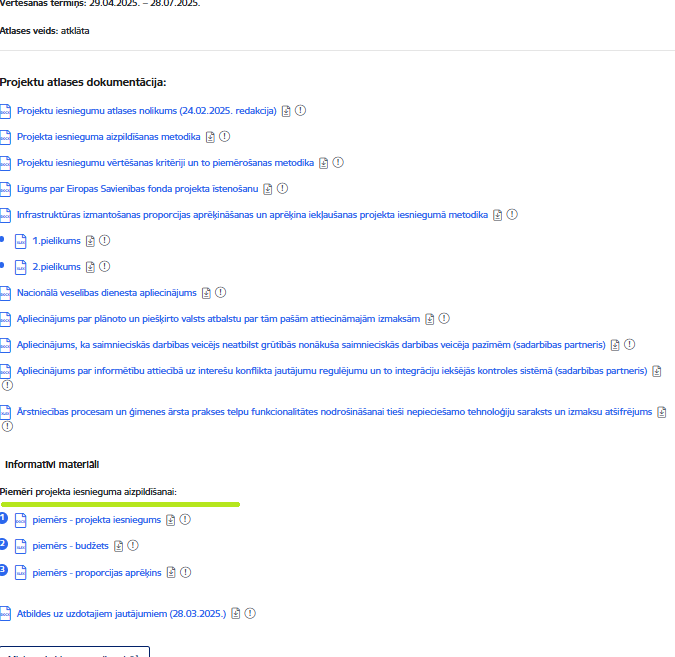 Vērtēšanas termiņš: 29.04.2025. – 28.07.2025.
Atlases veids: atklāta
Projektu atlases dokumentācija:
Projektu iesniegumu atlases nolikums (24.02.2025. redakcija)
Projekta iesnieguma aizpildīšanas metodika
Projektu iesniegumu vērtēšanas kritēriji un to piemērošanas metodika
Līgums par Eiropas Savienības fonda projekta īstenošanu
Infrastruktūras izmantošanas proporcijas aprēķināšanas un aprēķina iekļaušanas projekta iesniegumā metodika
1.pielikums
2.pielikums
Nacionālā veselības dienesta apliecinājums
Apliecinājums par plānoto un piešķirto valsts atbalstu par tām pašām attiecināmajām izmaksām
Apliecinājums, ka saimnieciskās darbības veicējs neatbilst grūtībās nonākuša saimnieciskās darbības veicēja pazīmēm (sadarbības partneris)
Apliecinājums par informētību attiecībā uz interešu konflikta jautājumu regulējumu un to integrāciju iekšējās kontroles sistēmā (sadarbības partneris)
Ārstniecības procesam un ģimenes ārsta prakses telpu funkcionalitātes nodrošināšanai tieši nepieciešamo tehnoloģiju saraksts un izmaksu atšifrējums
Informatīvi materiāli
Piemēri projekta iesnieguma aizpildīšanai:
1 piemērs - projekta iesniegums
2 piemērs - budžets
3 piemērs - proporcijas aprēķins
Atbildes uz uzdotajiem jautājumiem (28.03.2025.)